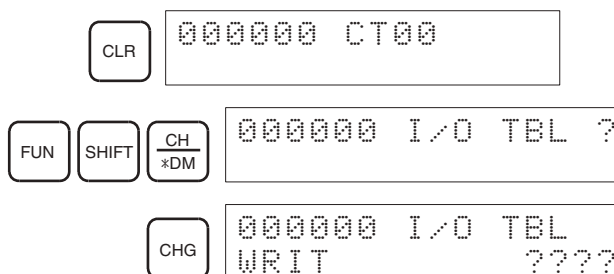 CLR
000000 CT00
FUN SHIFT CH 000000 I/O TBL ?
*DM
CHG
000000 I/O TBL
WRIT ????